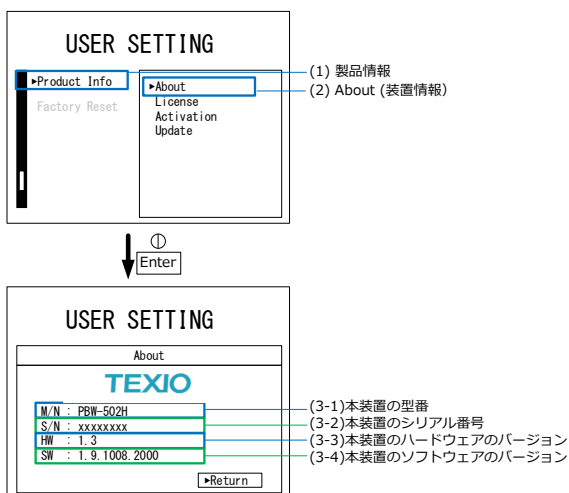 USER SETTING
▶Product Info
Factory Reset
▶About
License
Activation
Update
(1) 製品情報
(2) About (装置情報）
Enter
USER SETTING
About
TEXIO
M/N : PBW-502H
S/N : xxxxxxxx
HW : 1.3
SW : 1.9.1008.2000
▶Return
(3-1)本装置の型番
(3-2)本装置のシリアル番号
(3-3)本装置のハードウェアのバージョン
(3-4)本装置のソフトウェアのバージョン